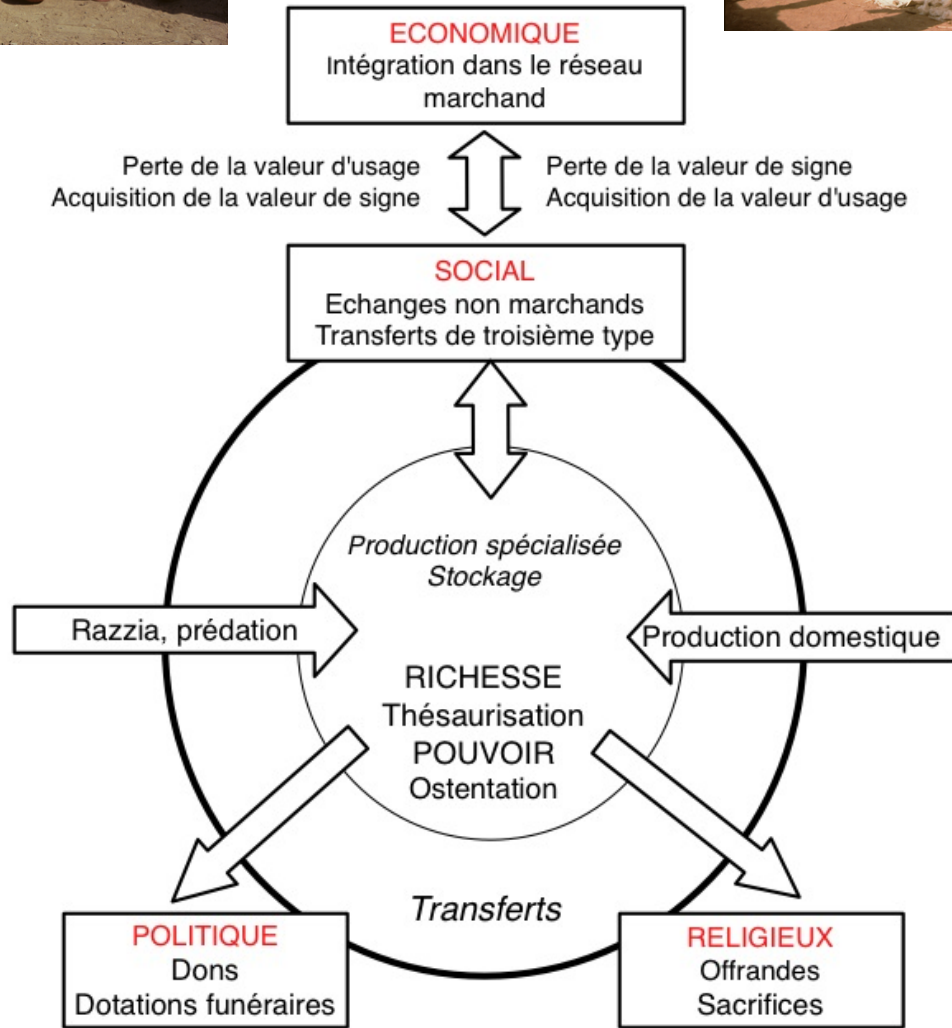 ECONOMIQUE
Intégration dans le réseau
marchand
Perte de la valeur d'usage
Acquisition de la valeur de signe
Perte de la valeur de signe
Acquisition de la valeur d'usage
SOCIAL
Echanges non marchands
Transferts de troisième type
Production spécialisée
Stockage
Razzia, prédation
Production domestique
RICHESSE
Thésaurisation
POUVOIR
Ostentation
Transferts
POLITIQUE
Dons
Dotations funéraires
RELIGIEUX
Offrandes
Sacrifices